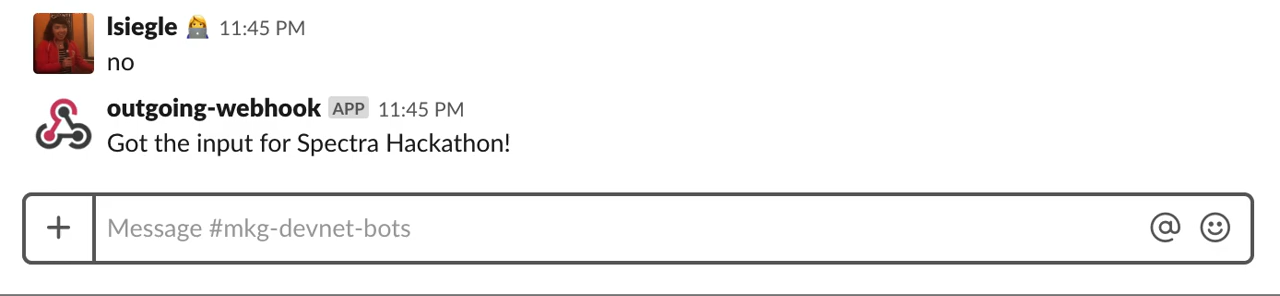 lsiegle 11:45 PM
no
outgoing-webhook APP 11:45 PM
Got the input for Spectra Hackathon!
+ Message #mkg-devnet-bots @